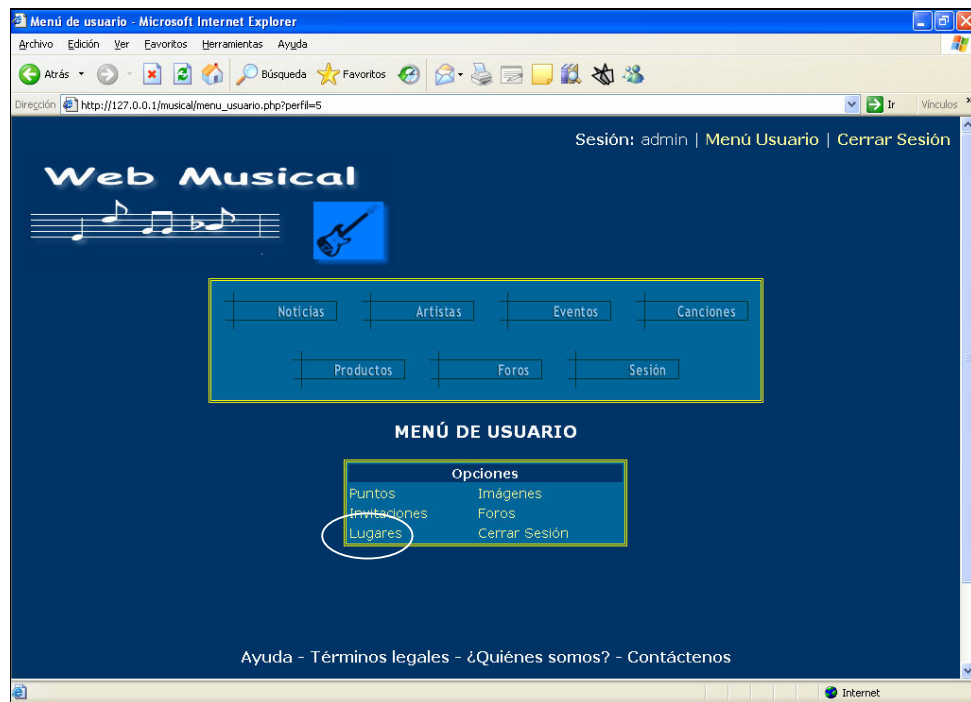 Menú de usuario - Microsoft Internet Explorer
Archivo Edición Ver Favoritos Herramientas Ayuda
Atrás Búsqueda Favoritos
Dirección http://127.0.0.1/musical/menu_usuario.php?perfil=5 Ir Vínculos »
Sesión: admin | Menú Usuario | Cerrar Sesión
Web Musical
Noticias Artistas Eventos Canciones
Productos Foros Sesión
MENÚ DE USUARIO
Opciones
Puntos Imágenes
Invitaciones Foros
Lugares Cerrar Sesión
Ayuda - Términos legales - ¿Quiénes somos? - Contáctenos
Internet